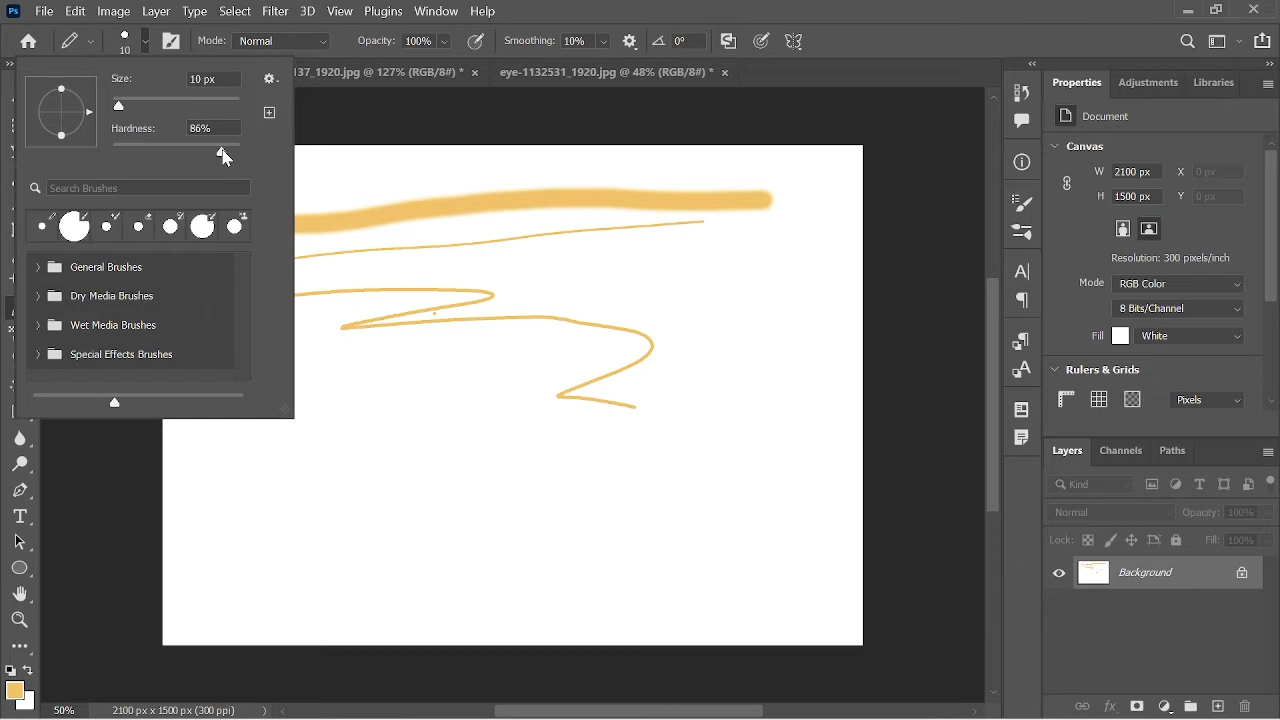 Ps File Edit Image Layer Type Select Filter 3D View Plugins Window Help
10 Mode: Normal Opacity: 100% Smoothing: 10% 0°
137_1920.jpg @ 127% (RGB/8#) * eye-1132531_1920.jpg @ 48% (RGB/8#) *
Size: 10 px
Hardness: 86%
Search Brushes
General Brushes
Dry Media Brushes
Wet Media Brushes
Special Effects Brushes
Properties Adjustments Libraries
Document
Canvas
W 2100 px X 0 px
H 1500 px Y 0 px
Resolution: 300 pixels/inch
Mode RGB Color
8 Bits/Channel
Fill White
Rulers & Grids
Pixels
Layers Channels Paths
Kind
Normal Opacity: 100%
Lock: Fill: 100%
Background
50% 2100 px x 1500 px (300 ppi)